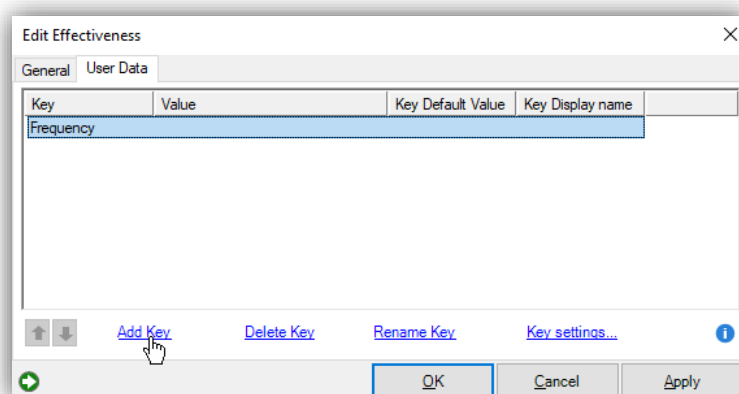 Edit Effectiveness
General User Data
Key Value Key Default Value Key Display name
Frequency
Add Key Delete Key Rename Key Key settings...
OK Cancel Apply